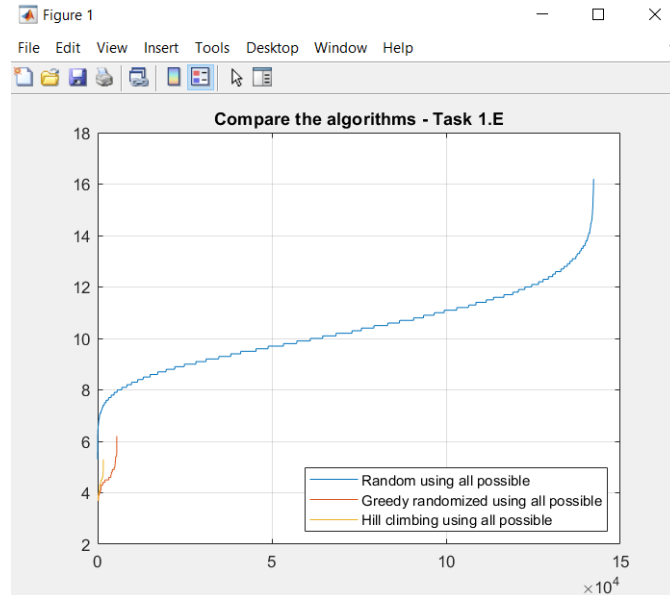 Figure 1
File Edit View Insert Tools Desktop Window Help
Compare the algorithms - Task 1.E
18
16
14
12
10
8
6
4
2
Random using all possible
Greedy randomized using all possible
Hill climbing using all possible
0 5 10 15
×10⁴